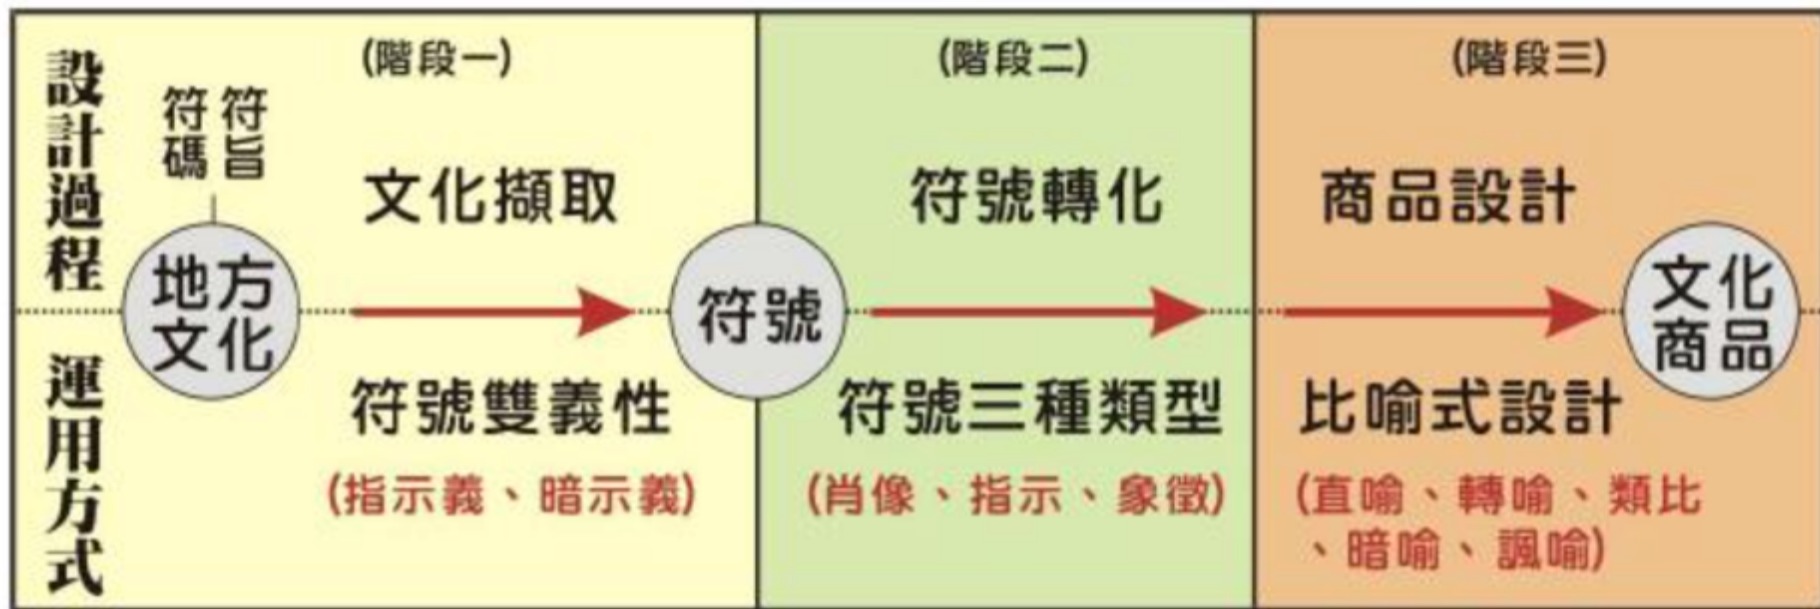 設計過程
運用方式
(階段一)
(階段二)
(階段三)
符碼
符旨
文化擷取
符號轉化
商品設計
地方
文化
符號
文化
商品
符號雙義性
符號三種類型
比喻式設計
(指示義、暗示義)
(肖像、指示、象徵)
(直喻、轉喻、類比
、暗喻、諷喻)